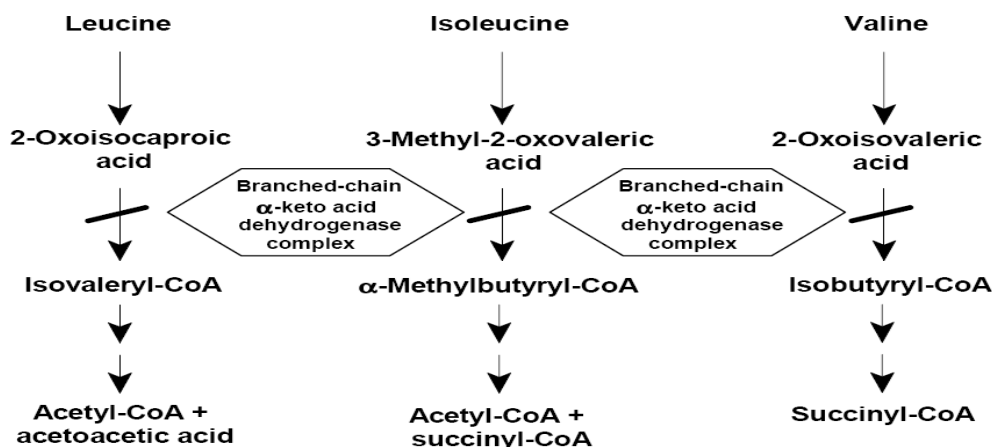 Leucine
Isoleucine
Valine
2-Oxoisocaproic
acid
3-Methyl-2-oxovaleric
acid
2-Oxoisovaleric
acid
Branched-chain
α-keto acid
dehydrogenase
complex
Branched-chain
α-keto acid
dehydrogenase
complex
Isovaleryl-CoA
α-Methylbutyryl-CoA
Isobutyryl-CoA
Acetyl-CoA +
acetoacetic acid
Acetyl-CoA +
succinyl-CoA
Succinyl-CoA